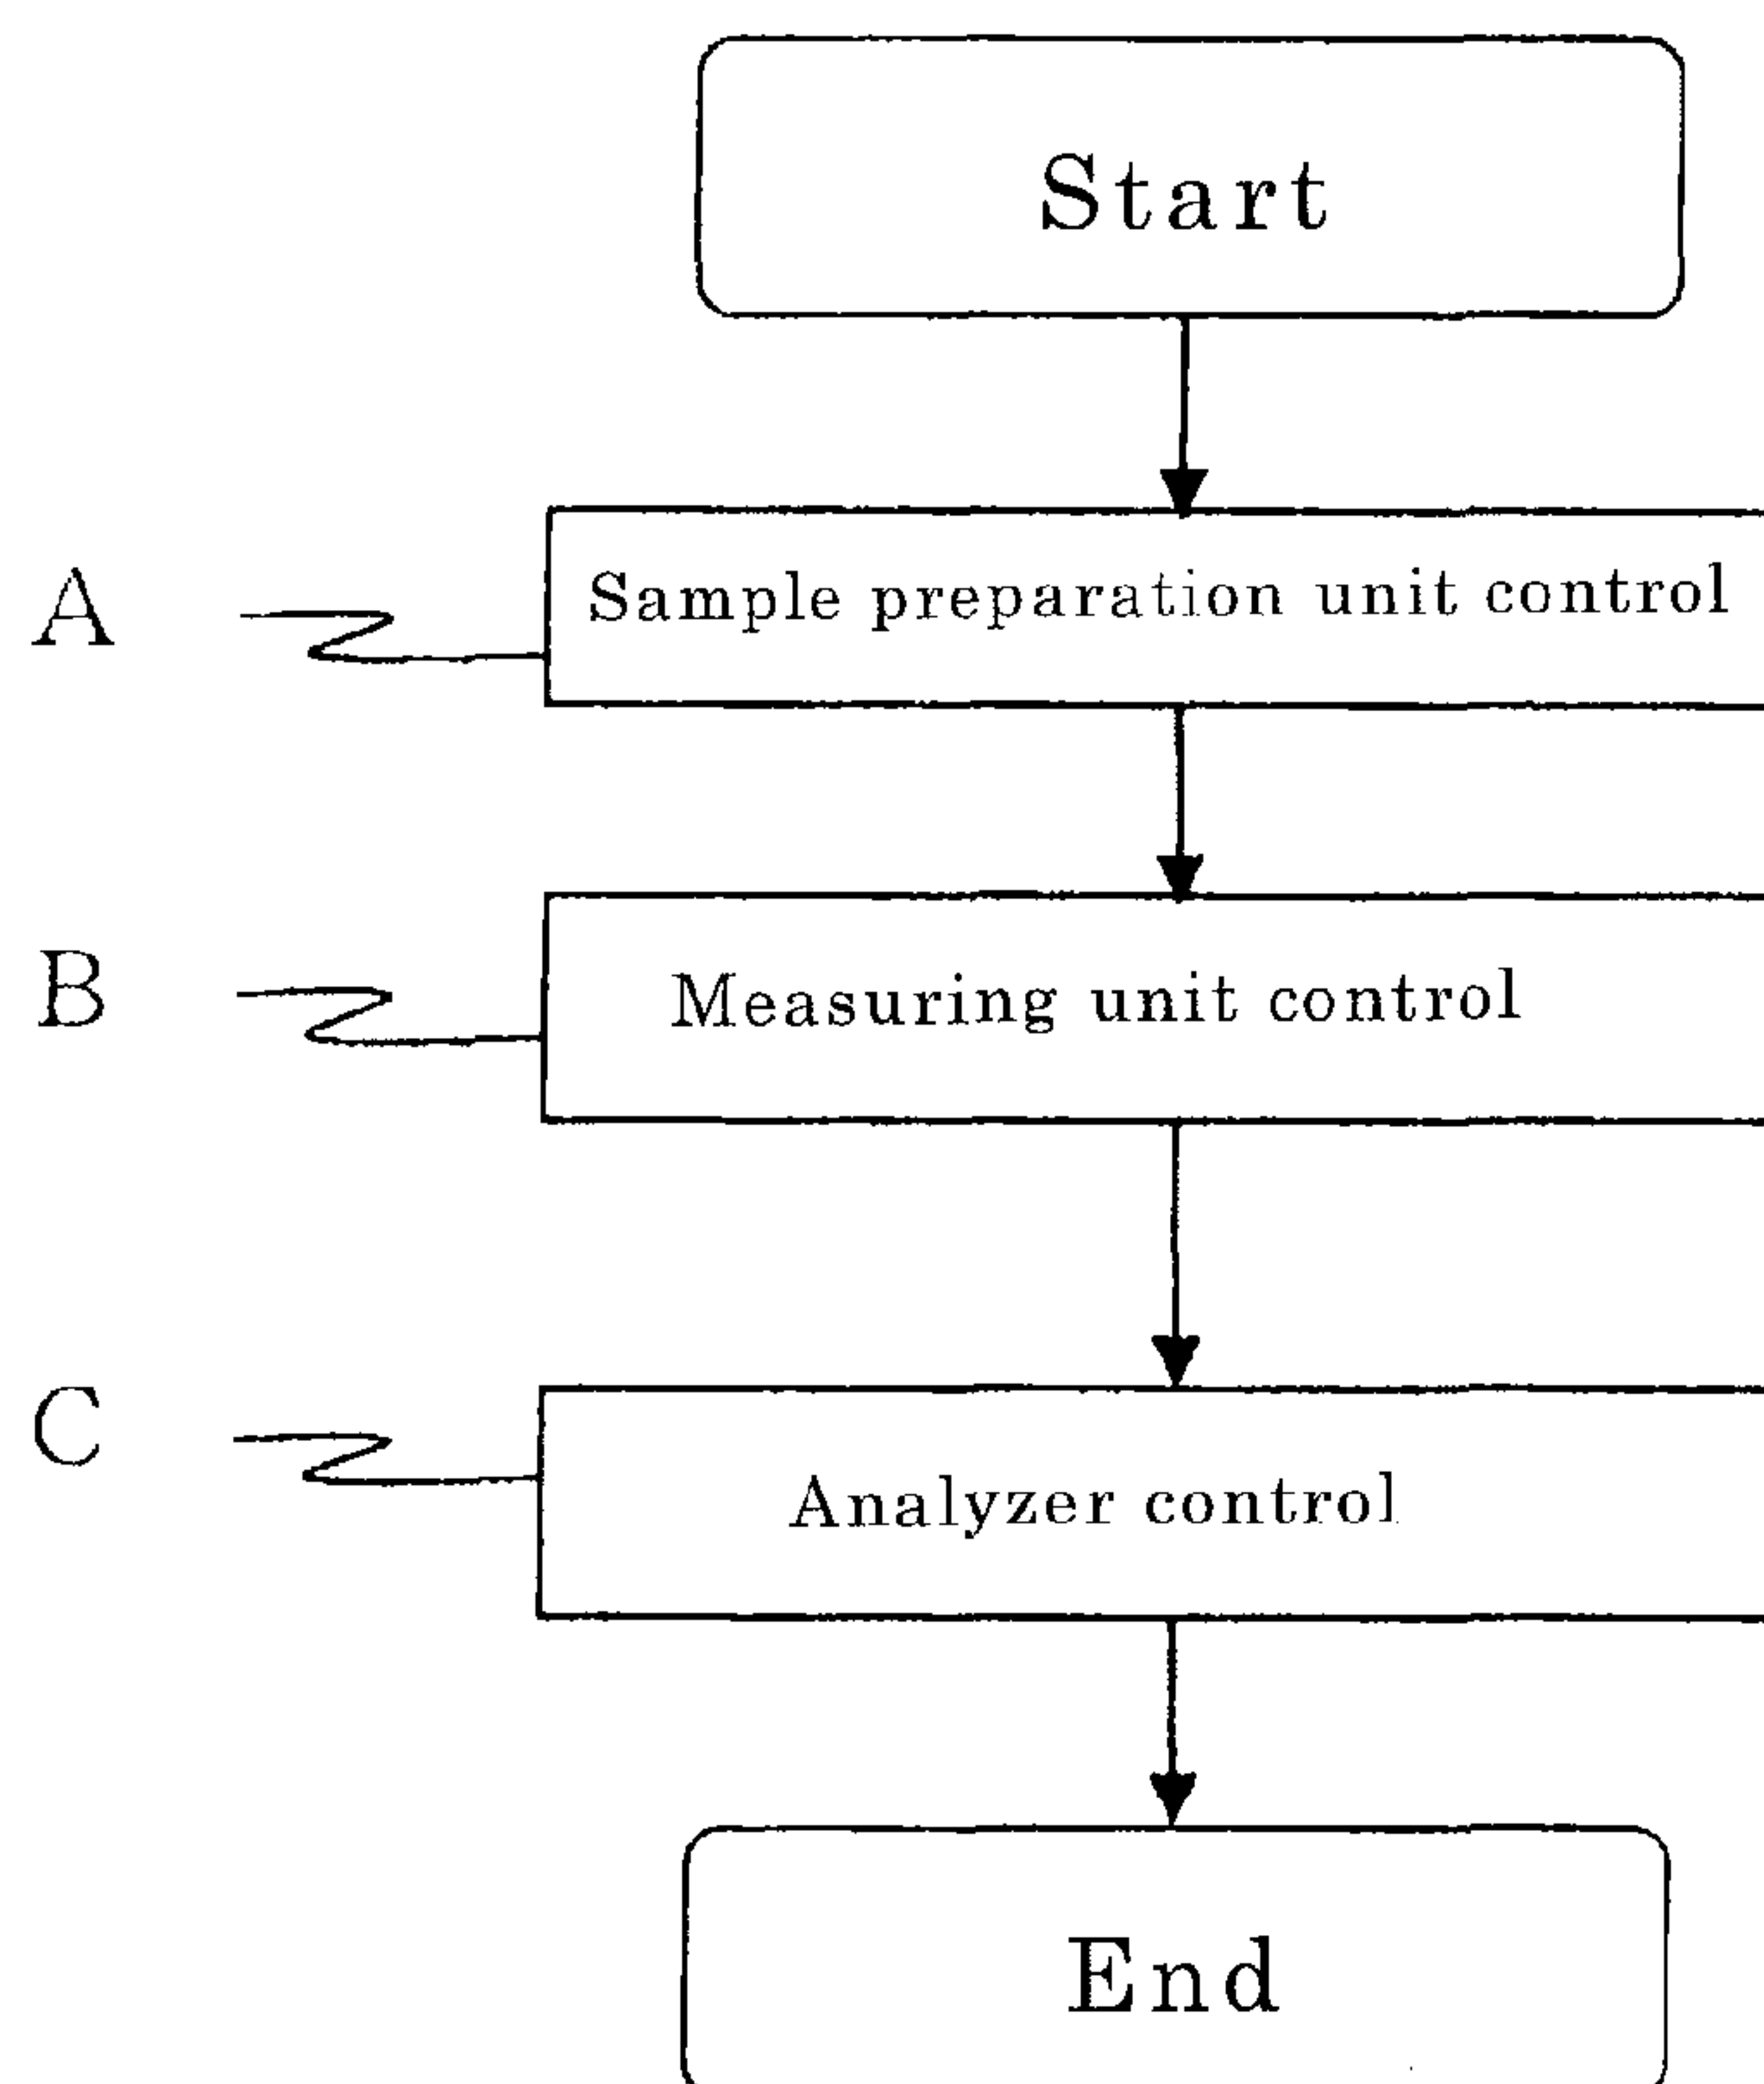 Start
A
Sample preparation unit control
B
Measuring unit control
C
Analyzer control
End